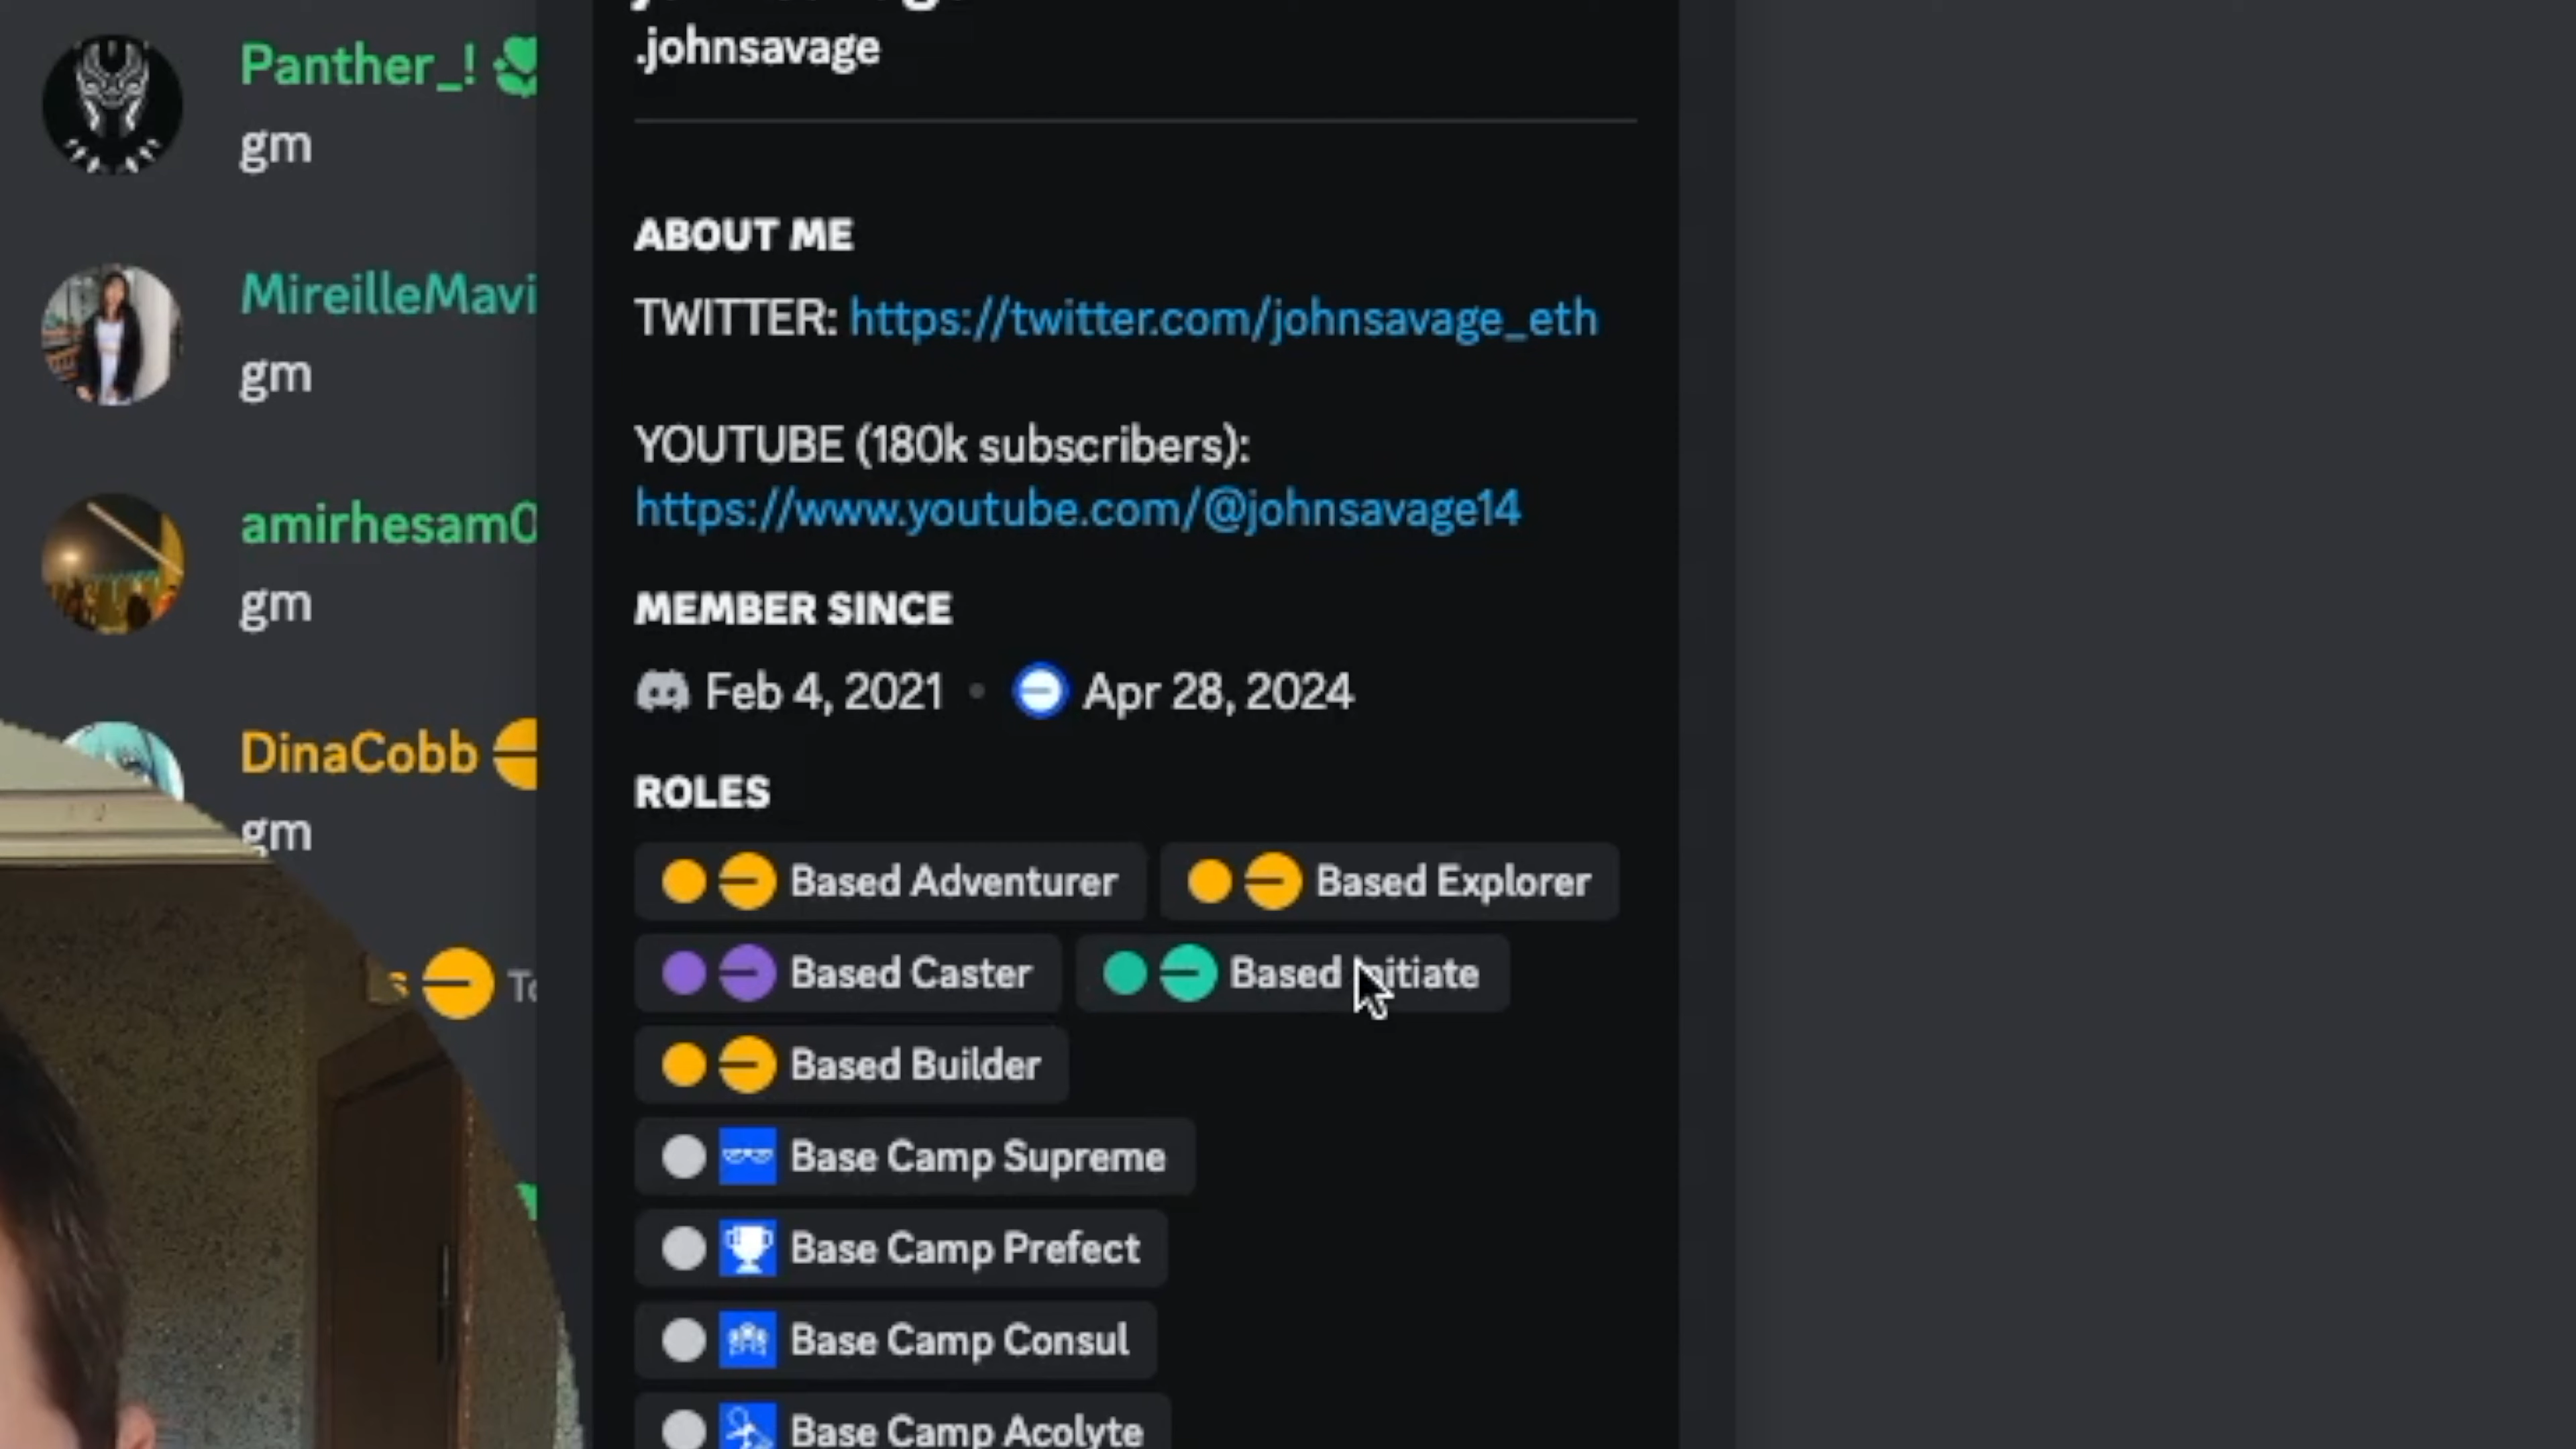 Panther_!
gm
MireilleMavi
gm
amirhesam0
gm
DinaCobb
gm
.johnsavage
ABOUT ME
TWITTER: https://twitter.com/johnsavage_eth
YOUTUBE (180k subscribers):
https://www.youtube.com/@johnsavage14
MEMBER SINCE
Feb 4, 2021 • Apr 28, 2024
ROLES
Based Adventurer
Based Explorer
Based Caster
Based Initiate
Based Builder
Base Camp Supreme
Base Camp Prefect
Base Camp Consul
Base Camp Acolyte